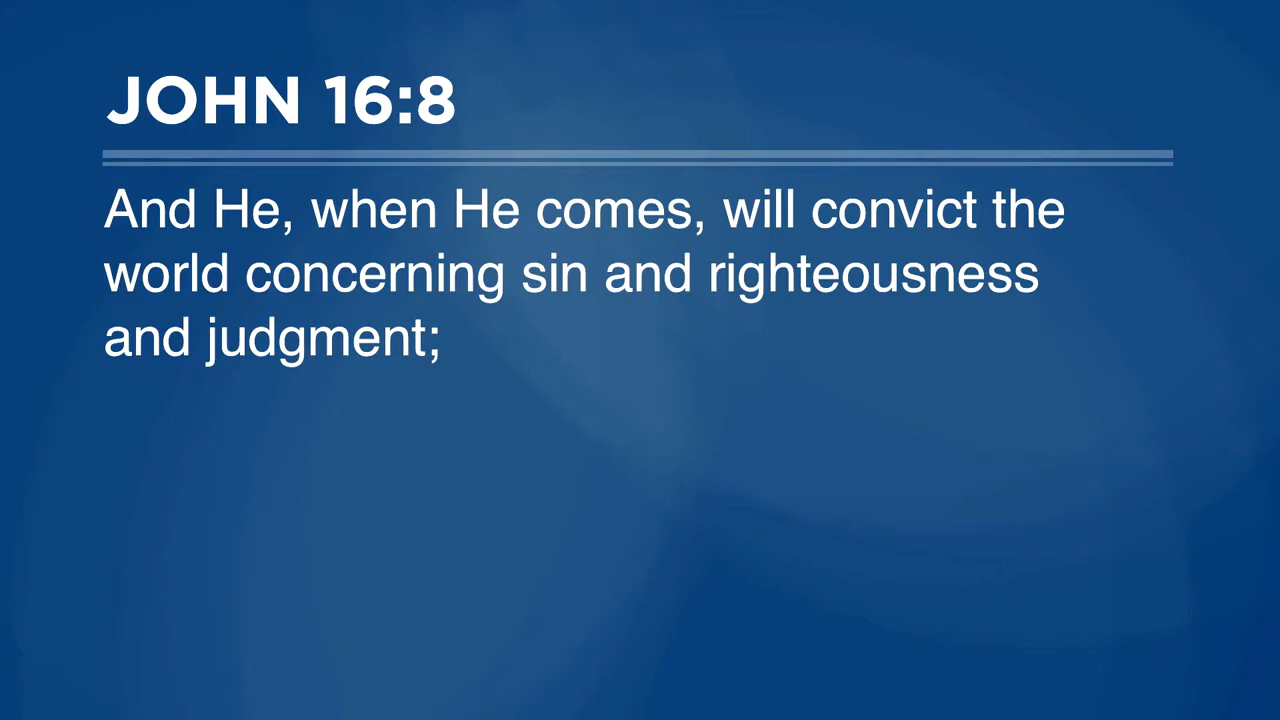 JOHN 16:8
And He, when He comes, will convict the
world concerning sin and righteousness
and judgment;